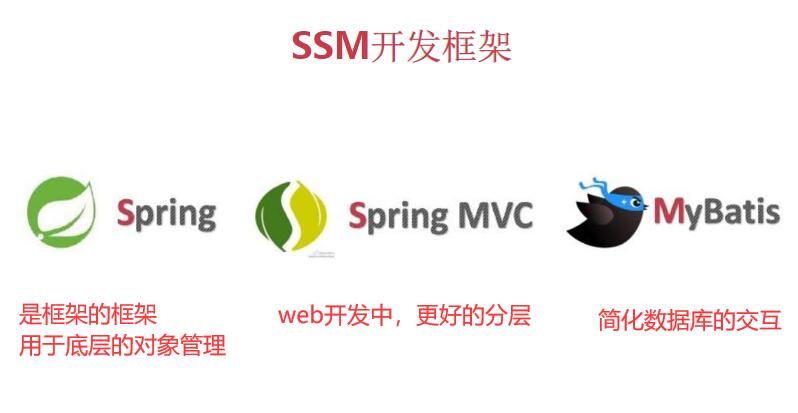 SSM开发框架
Spring
Spring MVC
MyBatis
是框架的框架
用于底层的对象管理
web开发中，更好的分层
简化数据库的交互